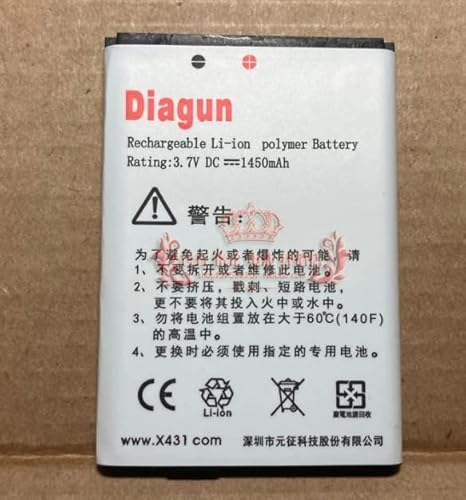 Diagun
Rechargeable Li-ion polymer Battery
Rating:3.7V DC⎓1450mAh
警告:
为了避免起火或者爆炸的可能，请
1、不要拆开或者维修此电池。
2、不要挤压，戳刺、短路电池，
更不要将其投入火中或水中。
3、勿将电池组置放在大于60℃(140F)
的高温中。
4、更换时必须使用指定的专用电池。
CE
Li-ion
廢電池請回收
www.X431.com 深圳市元征科技股份有限公司